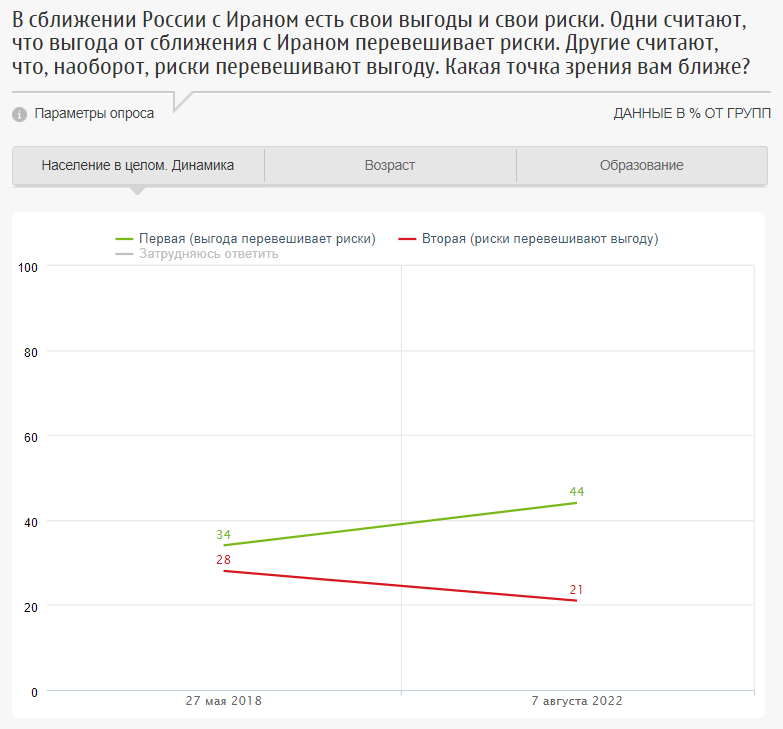 В сближении России с Ираном есть свои выгоды и свои риски. Одни считают,
что выгода от сближения с Ираном перевешивает риски. Другие считают,
что, наоборот, риски перевешивают выгоду. Какая точка зрения вам ближе?
i Параметры опроса
ДАННЫЕ В % ОТ ГРУПП
Население в целом. Динамика
Возраст
Образование
Первая (выгода перевешивает риски)
Вторая (риски перевешивают выгоду)
Затрудняюсь ответить
100
80
60
40
20
0
34
44
28
21
27 мая 2018
7 августа 2022